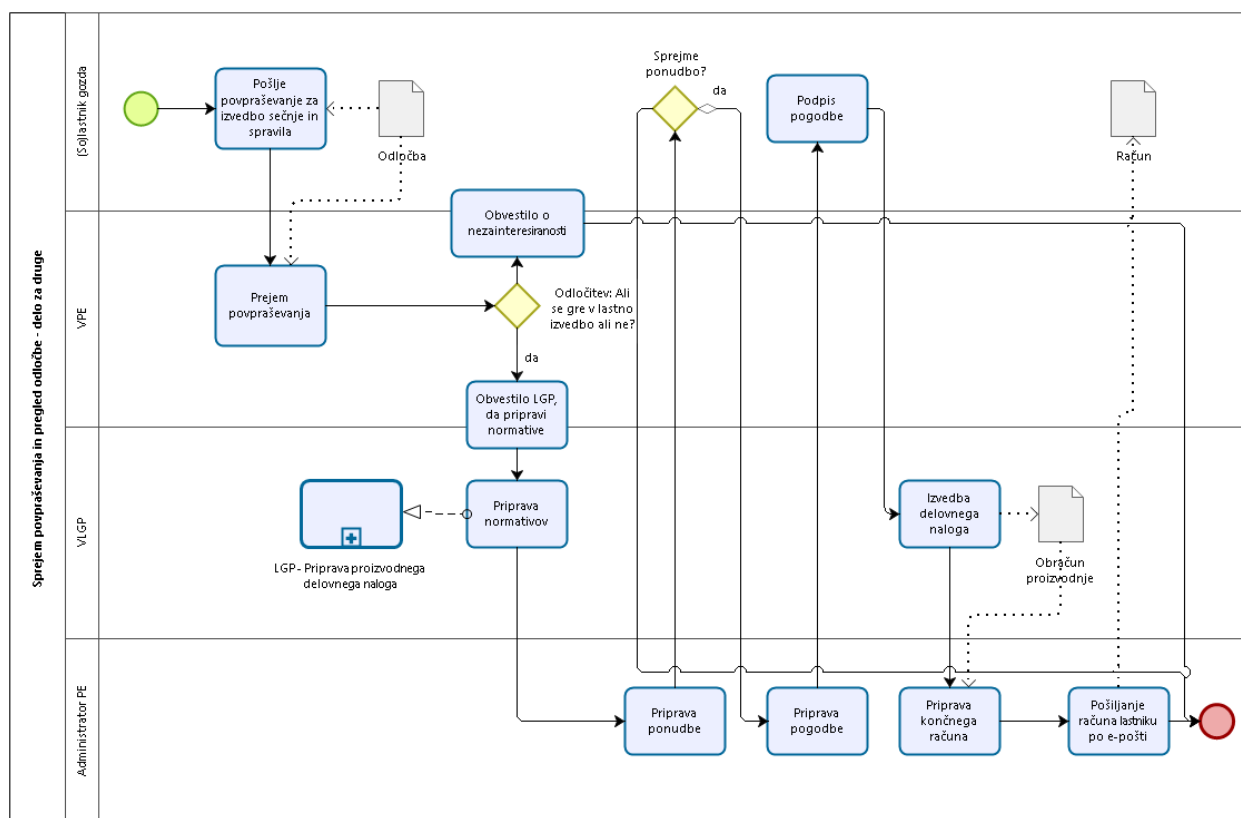 Sprejem povpraševanja in pregled odločbe - delo za druge
(So)lastnik gozda
Pošlje
povpraševanje za
izvedbo sečnje in
spravila
Odločba
Sprejme
ponudbo?
da
Podpis
pogodbe
Račun
VPE
Obvestilo o
nezainteresiranosti
Prejem
povpraševanja
Odločitev: Ali
se gre v lastno
izvedbo ali ne?
da
Obvestilo LGP,
da pripravi
normative
VLGP
Priprava
normativov
LGP - Priprava proizvodnega
delovnega naloga
Izvedba
delovnega
naloga
Obračun
proizvodnje
Administrator PE
Priprava
ponudbe
Priprava
pogodbe
Priprava
končnega
računa
Pošiljanje
računa lastniku
po e-pošti